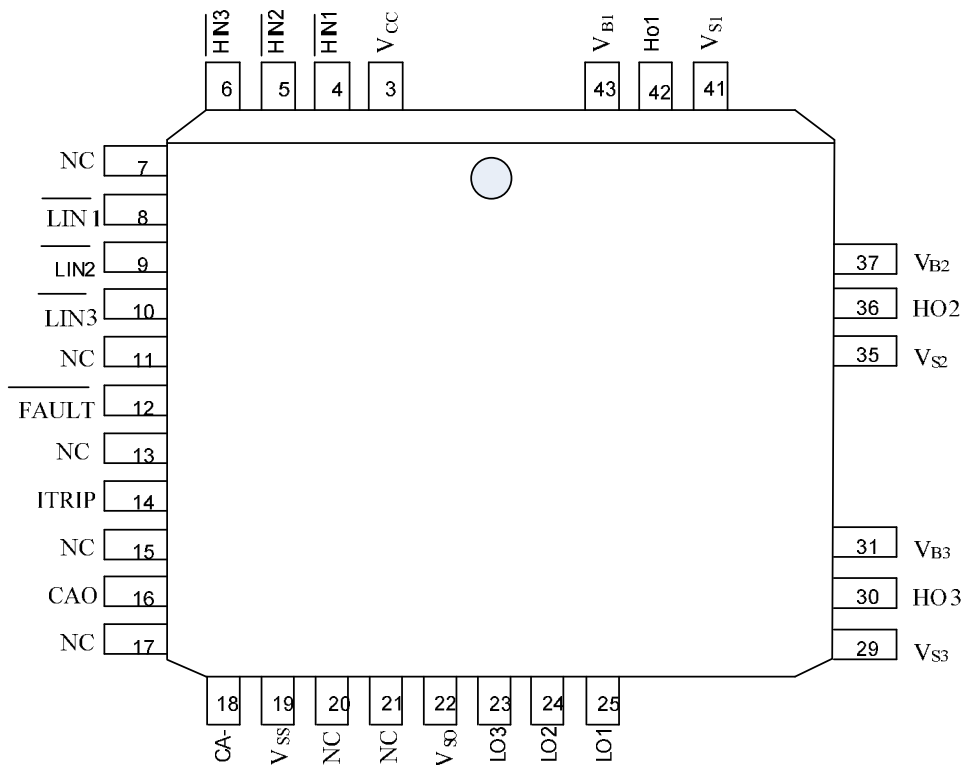 HIN3
HIN2
HIN1
VCC
VB1
Ho1
VS1
6
5
4
3
43
42
41
NC 7
LIN1 8
LIN2 9
LIN3 10
NC 11
FAULT 12
NC 13
ITRIP 14
NC 15
CAO 16
NC 17
37 VB2
36 HO2
35 VS2
31 VB3
30 HO3
29 VS3
18
19
20
21
22
23
24
25
CA-
VSS
NC
NC
VSO
LO3
LO2
LO1